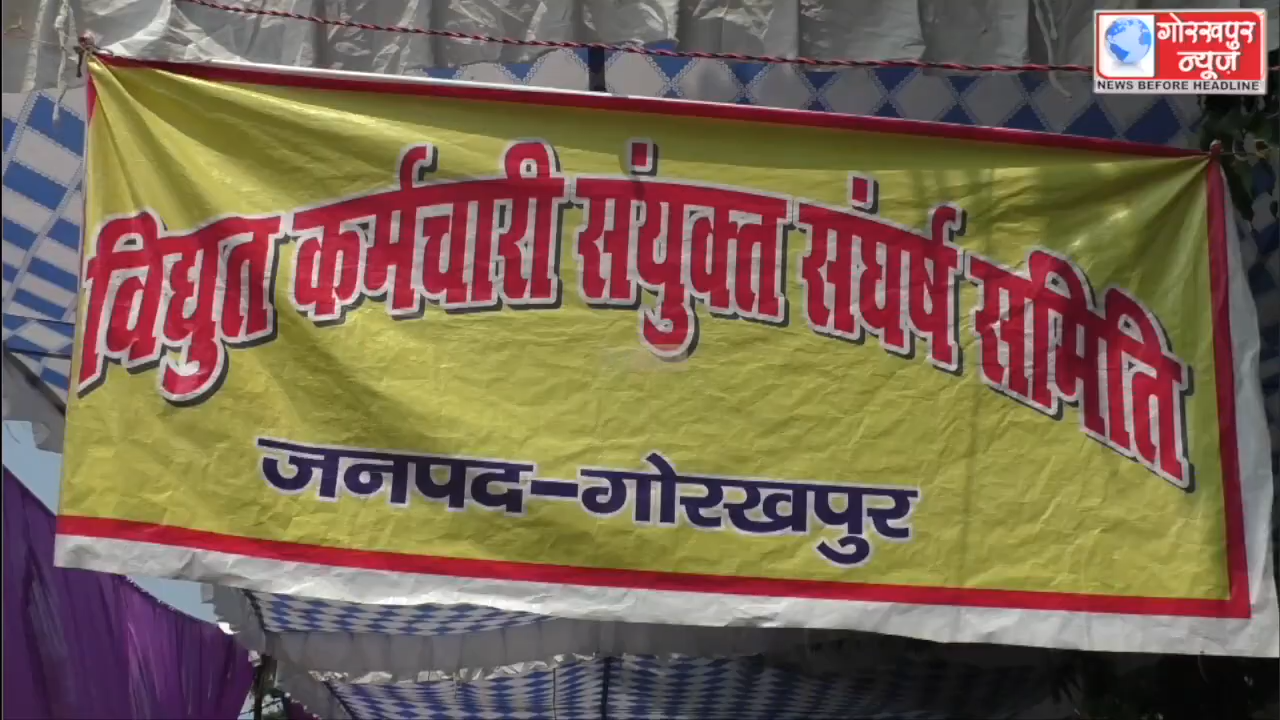 गोरखपुर
न्यूज़
NEWS BEFORE HEADLINE
विद्युत कर्मचारी संयुक्त संघर्ष समिति
जनपद-गोरखपुर